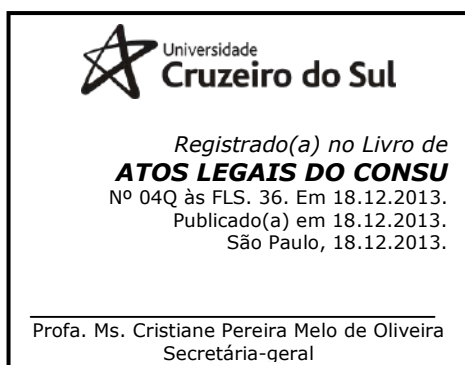 Universidade
Cruzeiro do Sul
Registrado(a) no Livro de
ATOS LEGAIS DO CONSU
Nº 04Q às FLS. 36. Em 18.12.2013.
Publicado(a) em 18.12.2013.
São Paulo, 18.12.2013.
Profa. Ms. Cristiane Pereira Melo de Oliveira
Secretária-geral